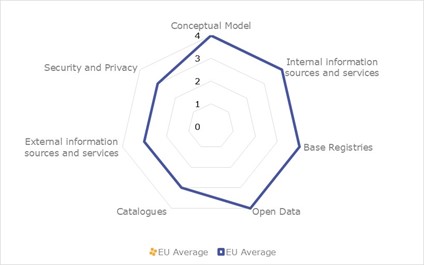 Conceptual Model
4
3
2
1
0
Internal information
sources and services
Base Registries
Open Data
Catalogues
External information
sources and services
Security and Privacy
EU Average
EU Average